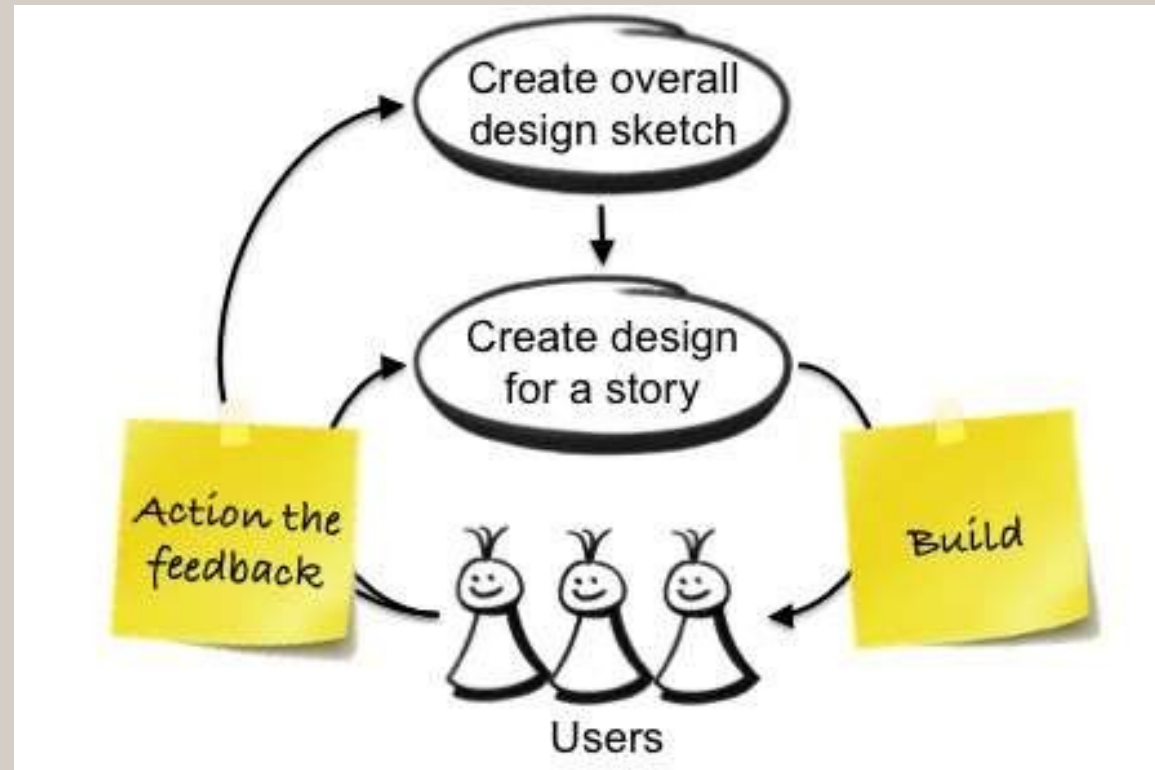 Create overall
design sketch
Create design
for a story
Action the
feedback
Build
Users